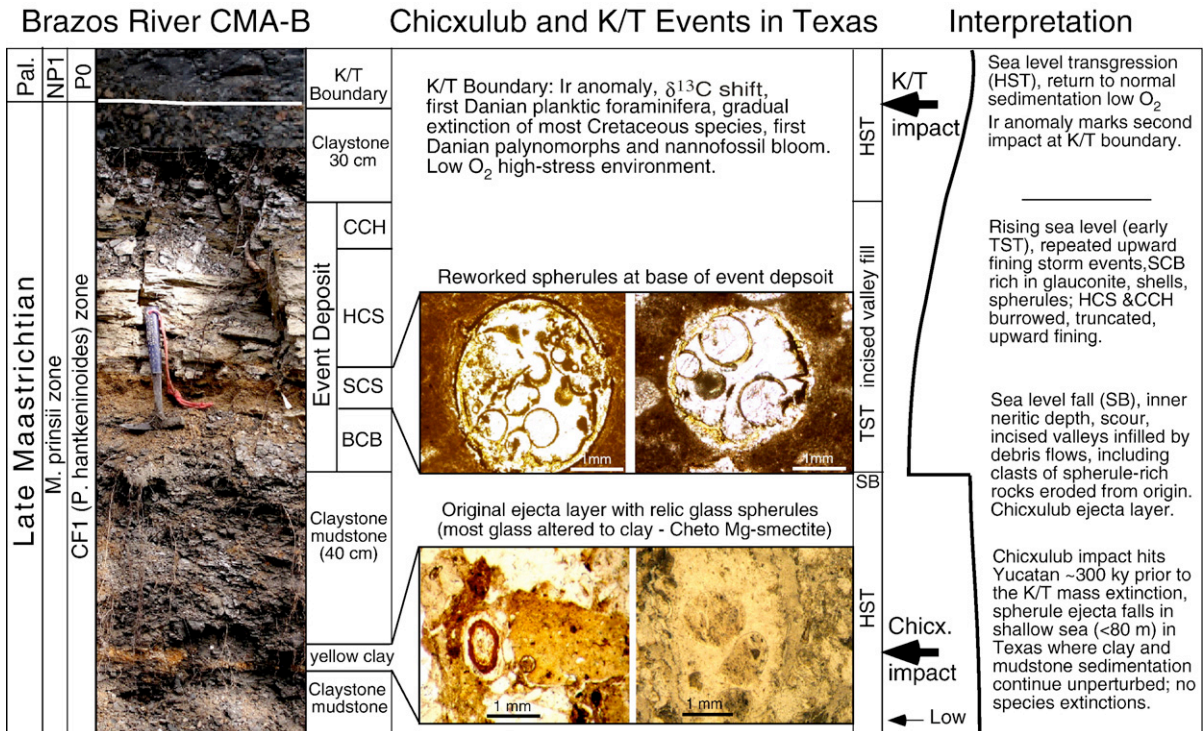 Brazos River CMA-B
Chicxulub and K/T Events in Texas
Interpretation
Pal.
NP1
P0
Late Maastrichtian
M. prinsii zone
CF1 (P. hantkeninoides) zone
K/T
Boundary
Claystone
30 cm
Event Deposit
CCH
HCS
SCS
BCB
Claystone
mudstone
(40 cm)
yellow clay
Claystone
mudstone
K/T Boundary: Ir anomaly, δ13C shift,
first Danian planktic foraminifera, gradual
extinction of most Cretaceous species, first
Danian palynomorphs and nannofossil bloom.
Low O2 high-stress environment.
Reworked spherules at base of event depsoit
1mm
1mm
Original ejecta layer with relic glass spherules
(most glass altered to clay - Cheto Mg-smectite)
1 mm
1 mm
HST
TST incised valley fill
SB
HST
K/T
impact
Chicx.
impact
Low
Sea level transgression
(HST), return to normal
sedimentation low O2
Ir anomaly marks second
impact at K/T boundary.
Rising sea level (early
TST), repeated upward
fining storm events,SCB
rich in glauconite, shells,
spherules; HCS &CCH
burrowed, truncated,
upward fining.
Sea level fall (SB), inner
neritic depth, scour,
incised valleys infilled by
debris flows, including
clasts of spherule-rich
rocks eroded from origin.
Chicxulub ejecta layer.
Chicxulub impact hits
Yucatan ~300 ky prior to
the K/T mass extinction,
spherule ejecta falls in
shallow sea (<80 m) in
Texas where clay and
mudstone sedimentation
continue unperturbed; no
species extinctions.